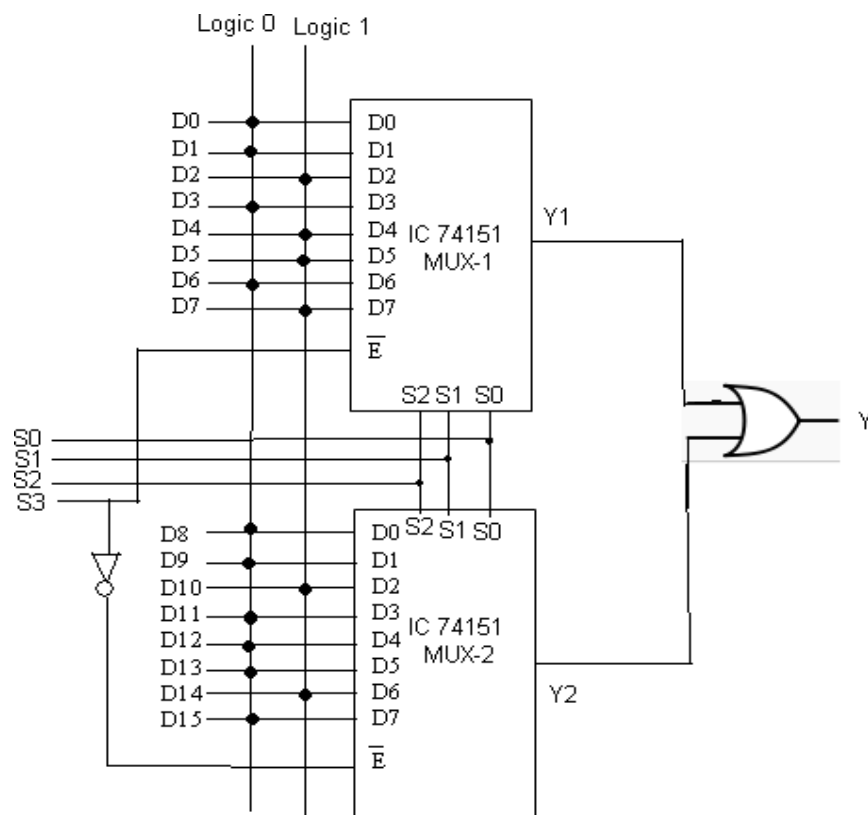 Logic 0 Logic 1
D0 D0
D1 D1
D2 D2
D3 D3
D4 D4
D5 D5
D6 D6
D7 D7
IC 74151
MUX-1
Y1
E
S2 S1 S0
Y
S0
S1
S2
S3
S2 S1 S0
D8 D0
D9 D1
D10 D2
D11 D3
D12 D4
D13 D5
D14 D6
D15 D7
IC 74151
MUX-2
Y2
E